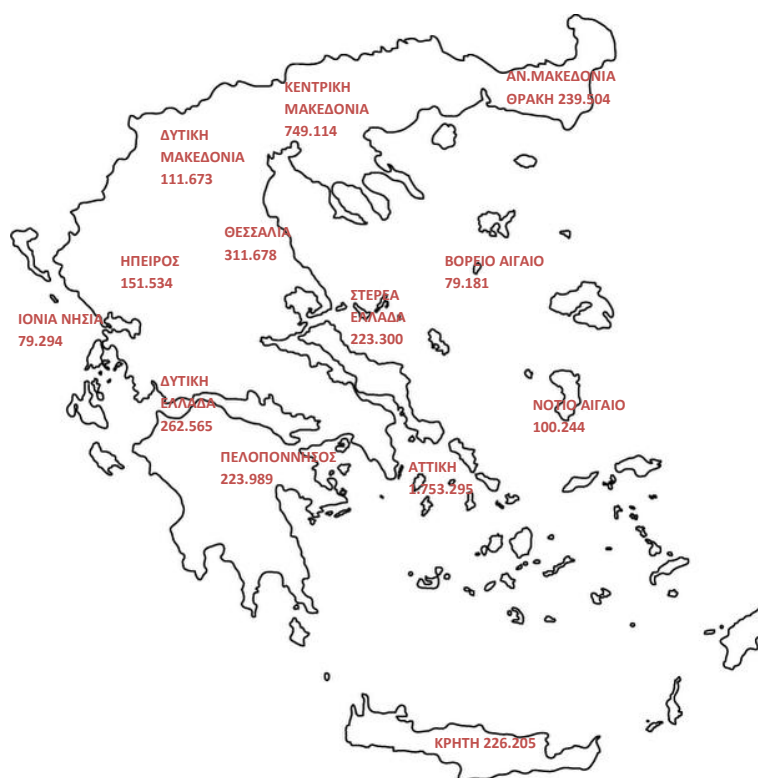 ΑΝ.ΜΑΚΕΔΟΝΙΑ
ΘΡΑΚΗ 239.504
ΚΕΝΤΡΙΚΗ
ΜΑΚΕΔΟΝΙΑ
749.114
ΔΥΤΙΚΗ
ΜΑΚΕΔΟΝΙΑ
111.673
ΘΕΣΣΑΛΙΑ
311.678
ΗΠΕΙΡΟΣ
151.534
ΒΟΡΕΙΟ ΑΙΓΑΙΟ
79.181
ΣΤΕΡΕΑ
ΕΛΛΑΔΑ
223.300
ΙΟΝΙΑ ΝΗΣΙΑ
79.294
ΔΥΤΙΚΗ
ΕΛΛΑΔΑ
262.565
ΝΟΤΙΟ ΑΙΓΑΙΟ
100.244
ΠΕΛΟΠΟΝΝΗΣΟΣ
223.989
ΑΤΤΙΚΗ
1.753.295
ΚΡΗΤΗ 226.205